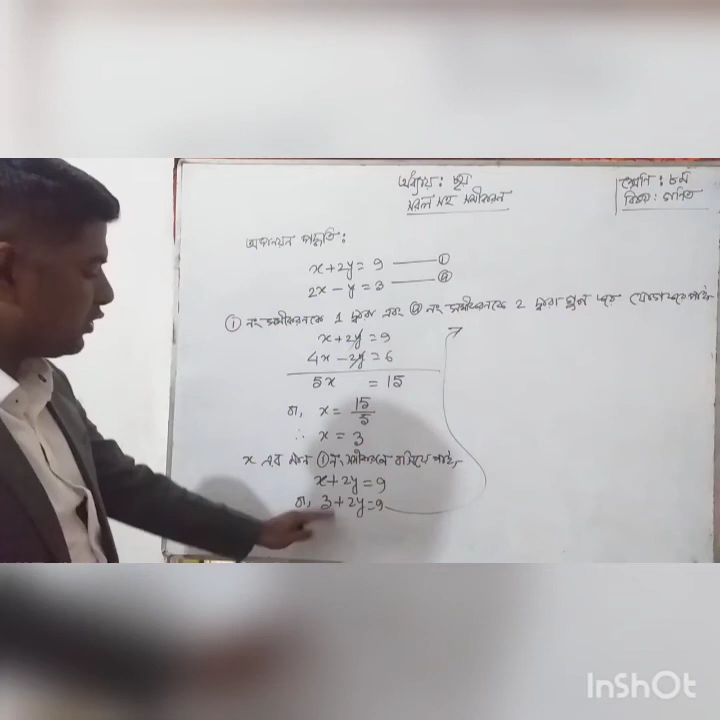 অধ্যায়: ৬ষ্ঠ
সরল সহ সমীকরণ
শ্রেণি: ৮ম
বিষয়: গণিত
অপনয়ন পদ্ধতি:
x+2y=9 —— ①
2x-y=3 —— ②
① নং সমীকরণকে 1 দ্বারা এবং ② নং সমীকরণকে 2 দ্বারা গুন করে যোগ করে পাই,
x+2y=9
4x-2y=6
5x =15
বা, x= 15/5
∴ x=3
x এর মান ① নং সমীকরণে বসিয়ে পাই,
x+2y=9
বা, 3+2y=9
InShOt